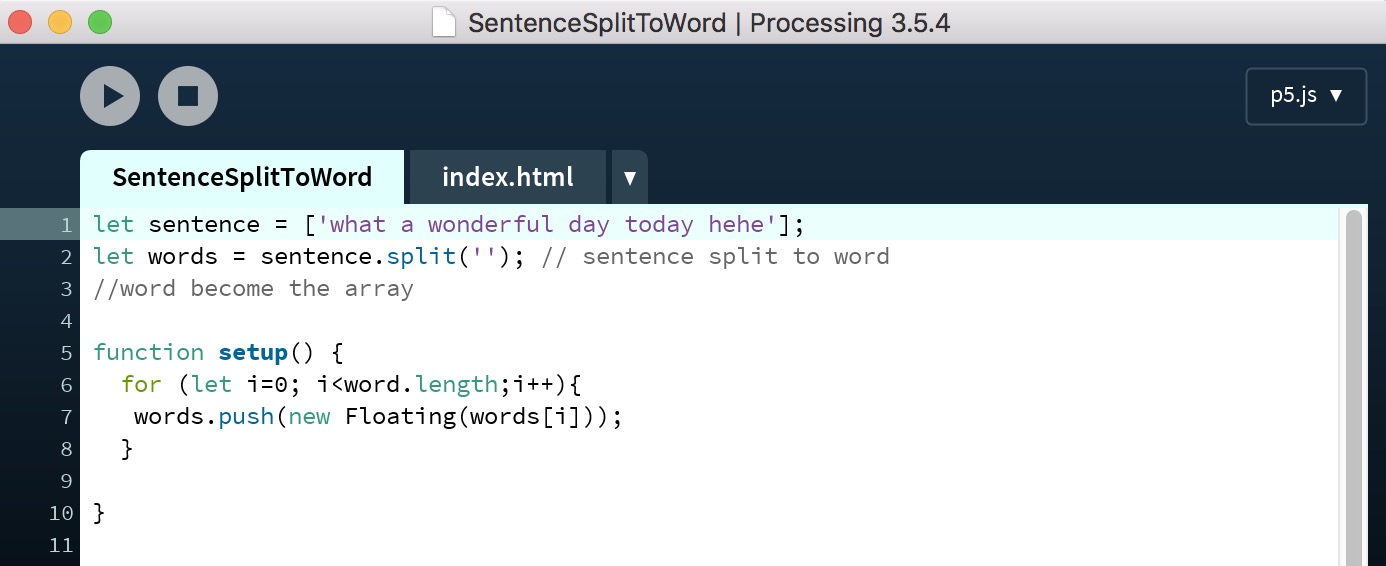 SentenceSplitToWord | Processing 3.5.4
p5.js ▼
SentenceSplitToWord index.html ▼
1 let sentence = ['what a wonderful day today hehe'];
2 let words = sentence.split(''); // sentence split to word
3 //word become the array
4
5 function setup() {
6   for (let i=0; i<word.length;i++){
7    words.push(new Floating(words[i]));
8   }
9
10 }
11